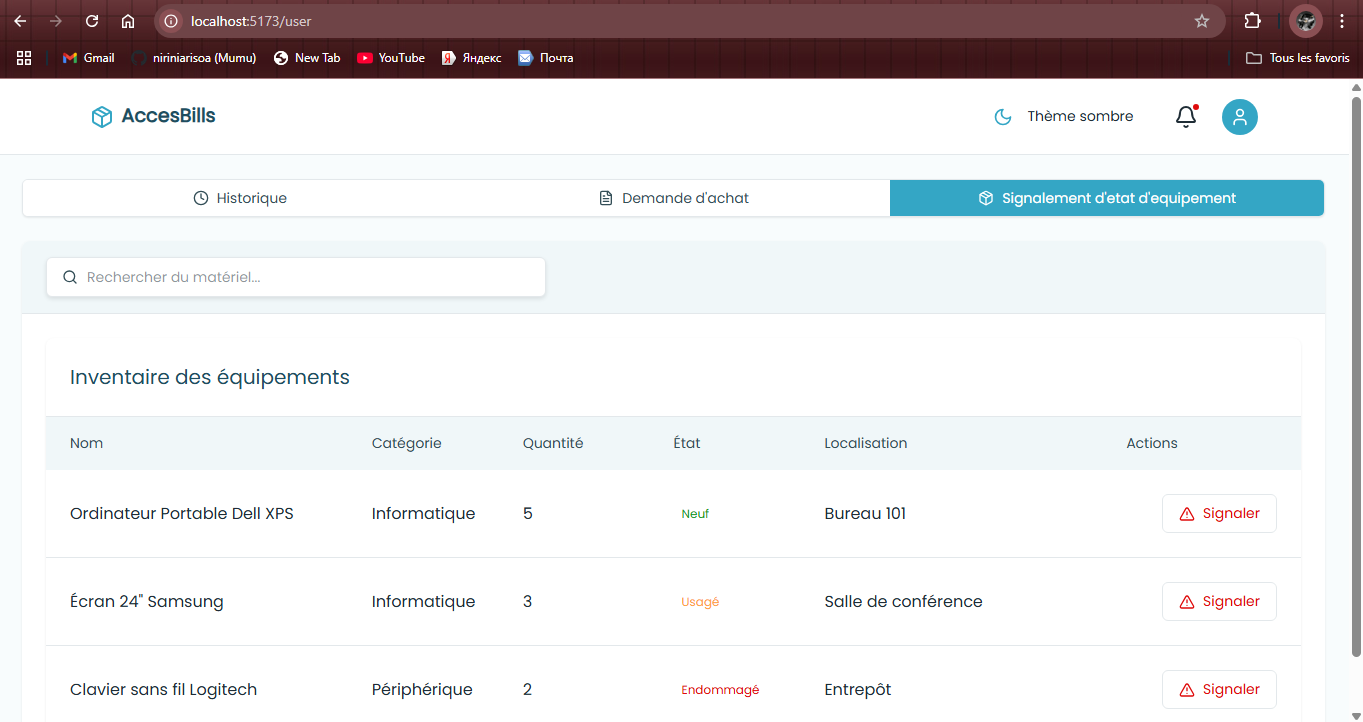 localhost:5173/user
Gmail niriniarisoa (Mumu) New Tab YouTube Яндекс Почта Tous les favoris
AccesBills Thème sombre
Historique Demande d'achat Signalement d'etat d'equipement
Rechercher du matériel...
Inventaire des équipements
Nom Catégorie Quantité État Localisation Actions
Ordinateur Portable Dell XPS Informatique 5 Neuf Bureau 101 Signaler
Écran 24" Samsung Informatique 3 Usagé Salle de conférence Signaler
Clavier sans fil Logitech Périphérique 2 Endommagé Entrepôt Signaler